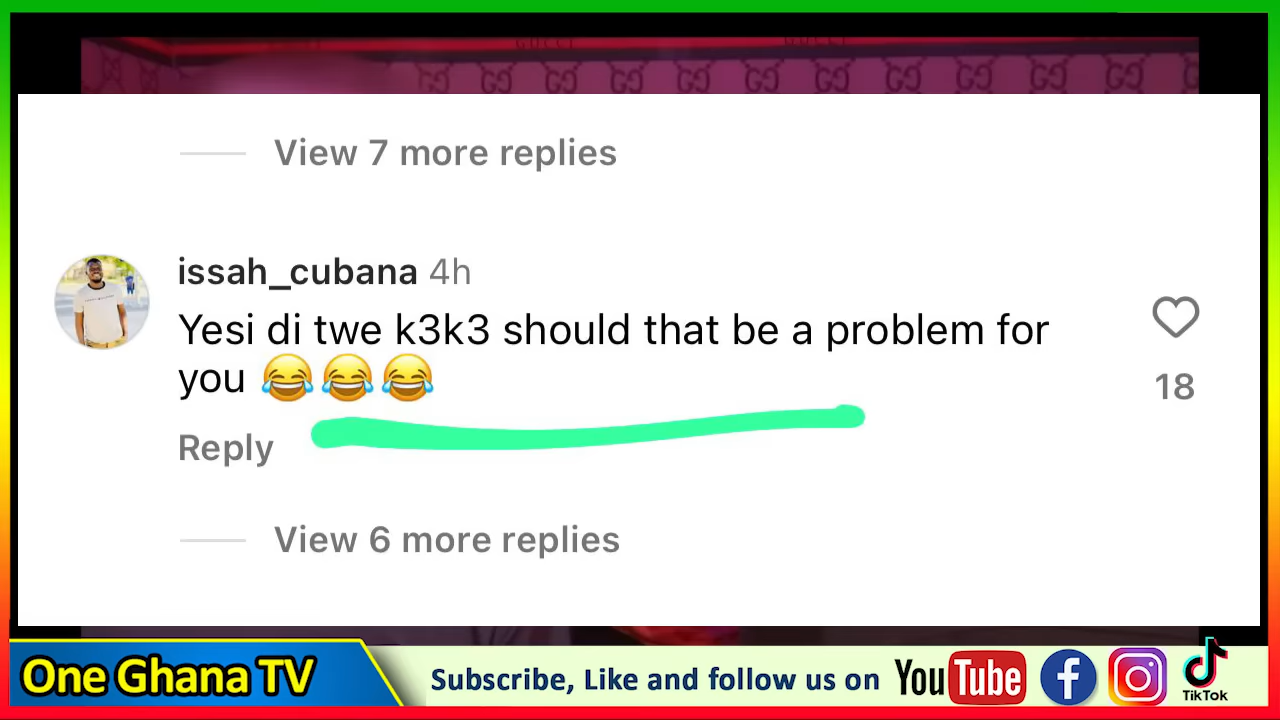 View 7 more replies
issah_cubana 4h
Yesi di twe k3k3 should that be a problem for
you 😂😂😂
18
Reply
View 6 more replies
One Ghana TV
Subscribe, Like and follow us on YouTube
TikTok